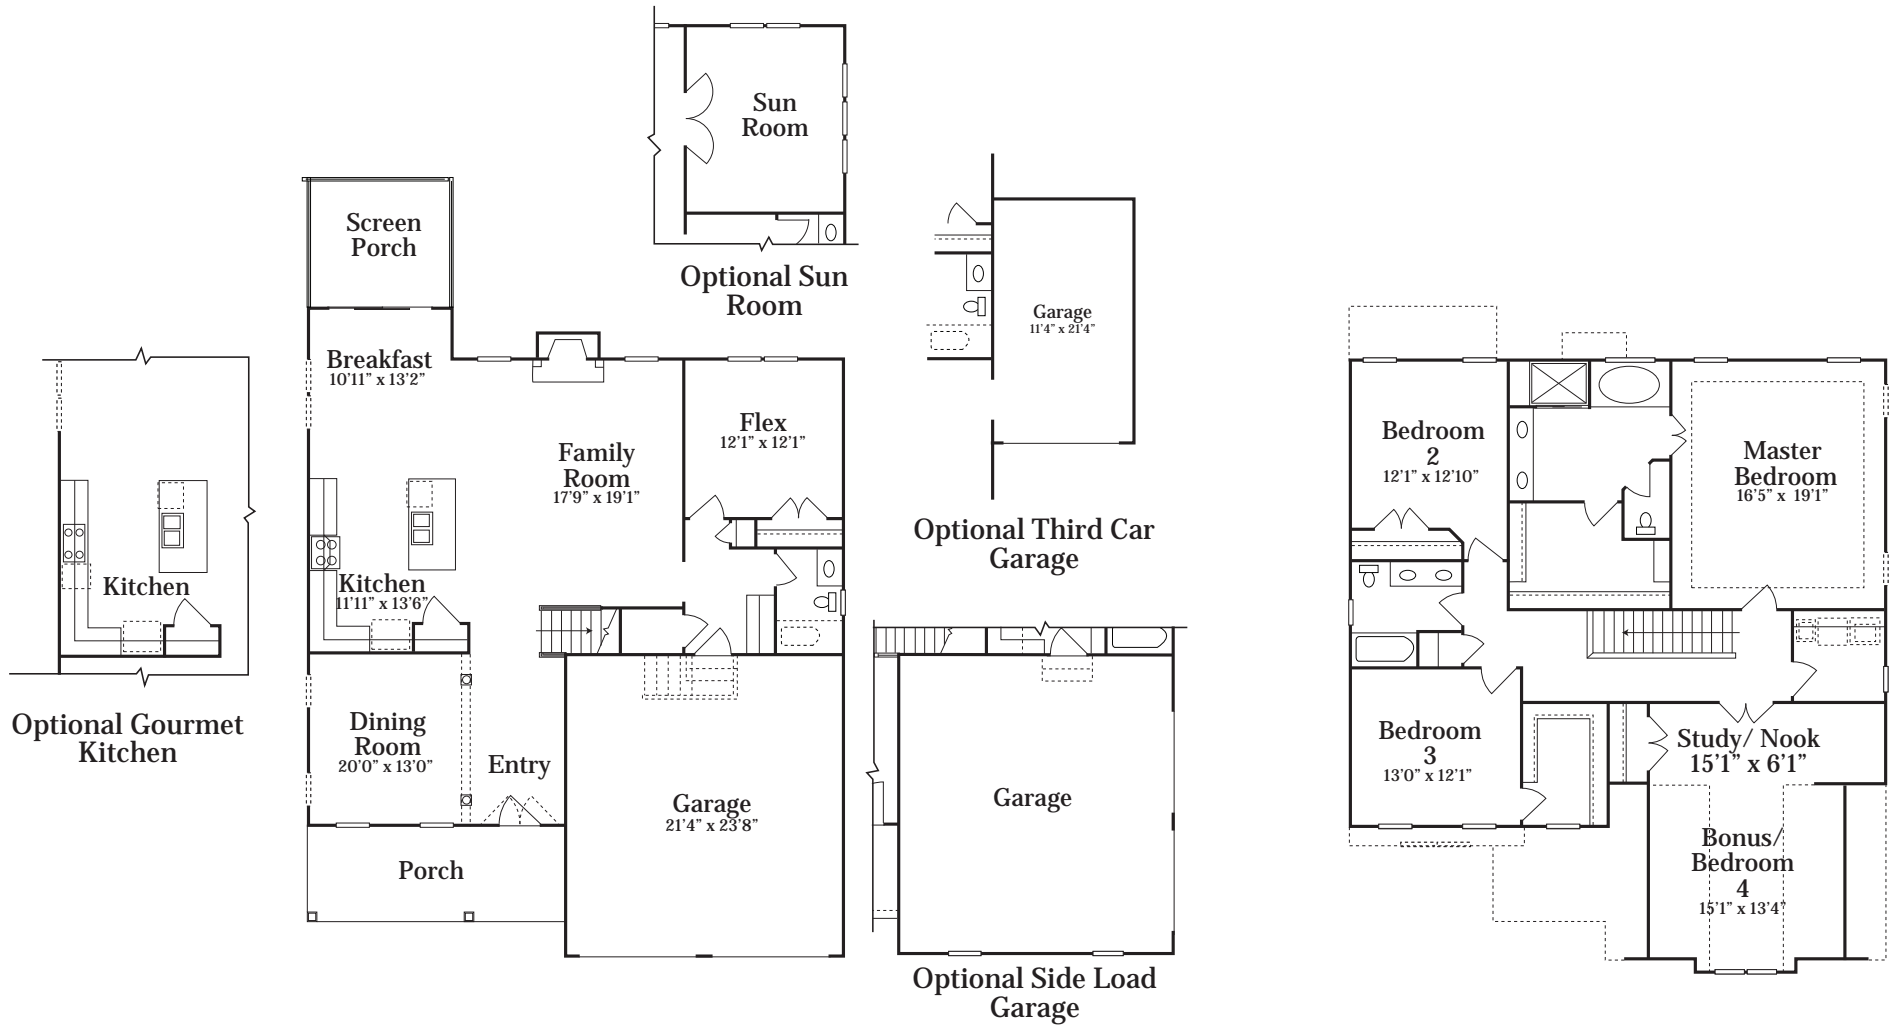 Sun
Room
Optional Sun
Room
Screen
Porch
Breakfast
10’11” x 13’2”
Family
Room
17’9” x 19’1”
Flex
12’1” x 12’1”
Kitchen
11’11” x 13’6”
Dining
Room
20’0” x 13’0”
Entry
Porch
Garage
21’4” x 23’8”
Kitchen
Optional Gourmet
Kitchen
Garage
11’4” x 21’4”
Optional Third Car
Garage
Garage
Optional Side Load
Garage
Bedroom
2
12’1” x 12’10”
Master
Bedroom
16’5” x 19’1”
Bedroom
3
13’0” x 12’1”
Study/ Nook
15’1” x 6’1”
Bonus/
Bedroom
4
15’1” x 13’4”